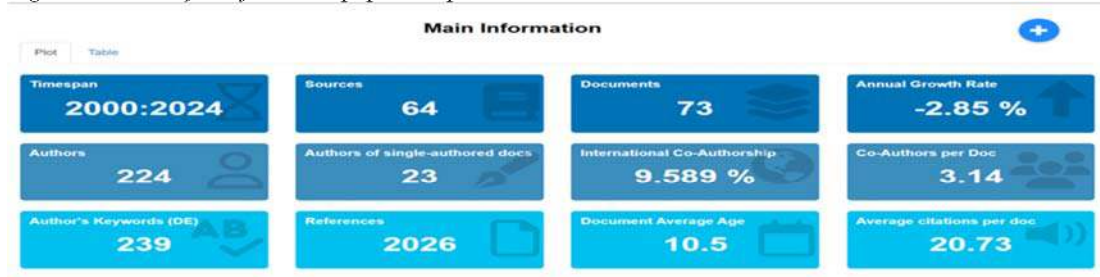 Main Information
Plot Table
Timespan Sources Documents Annual Growth Rate
2000:2024 64 73 -2.85 %
Authors Authors of single-authored docs International Co-Authorship Co-Authors per Doc
224 23 9.589 % 3.14
Author's Keywords (DE) References Document Average Age Average citations per doc
239 2026 10.5 20.73